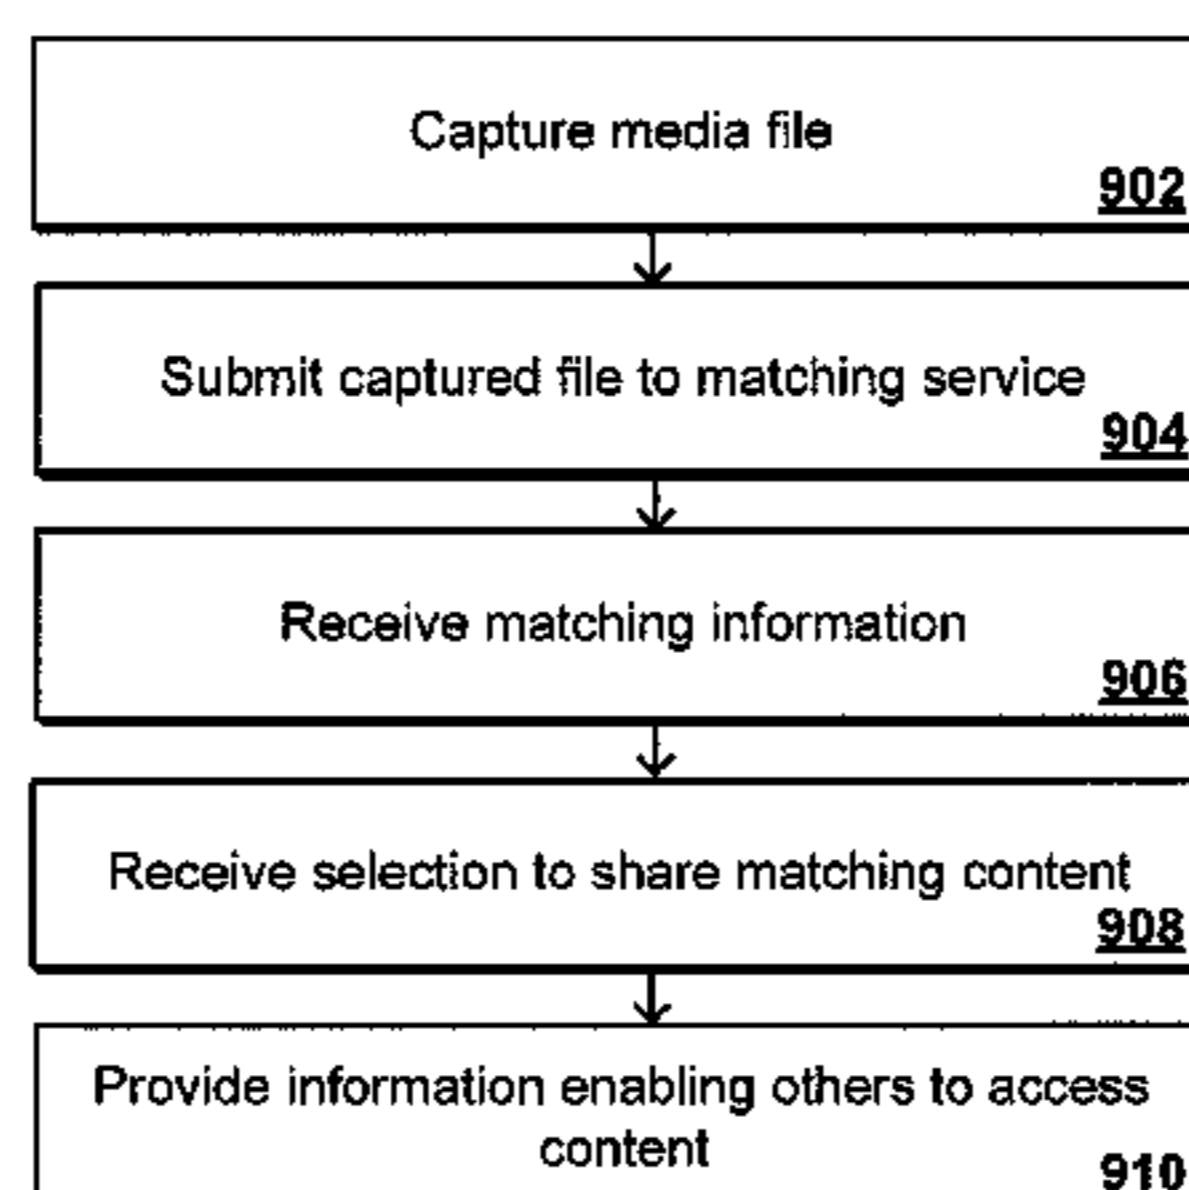 Capture media file
902
Submit captured file to matching service
904
Receive matching information
906
Receive selection to share matching content
908
Provide information enabling others to access
content
910